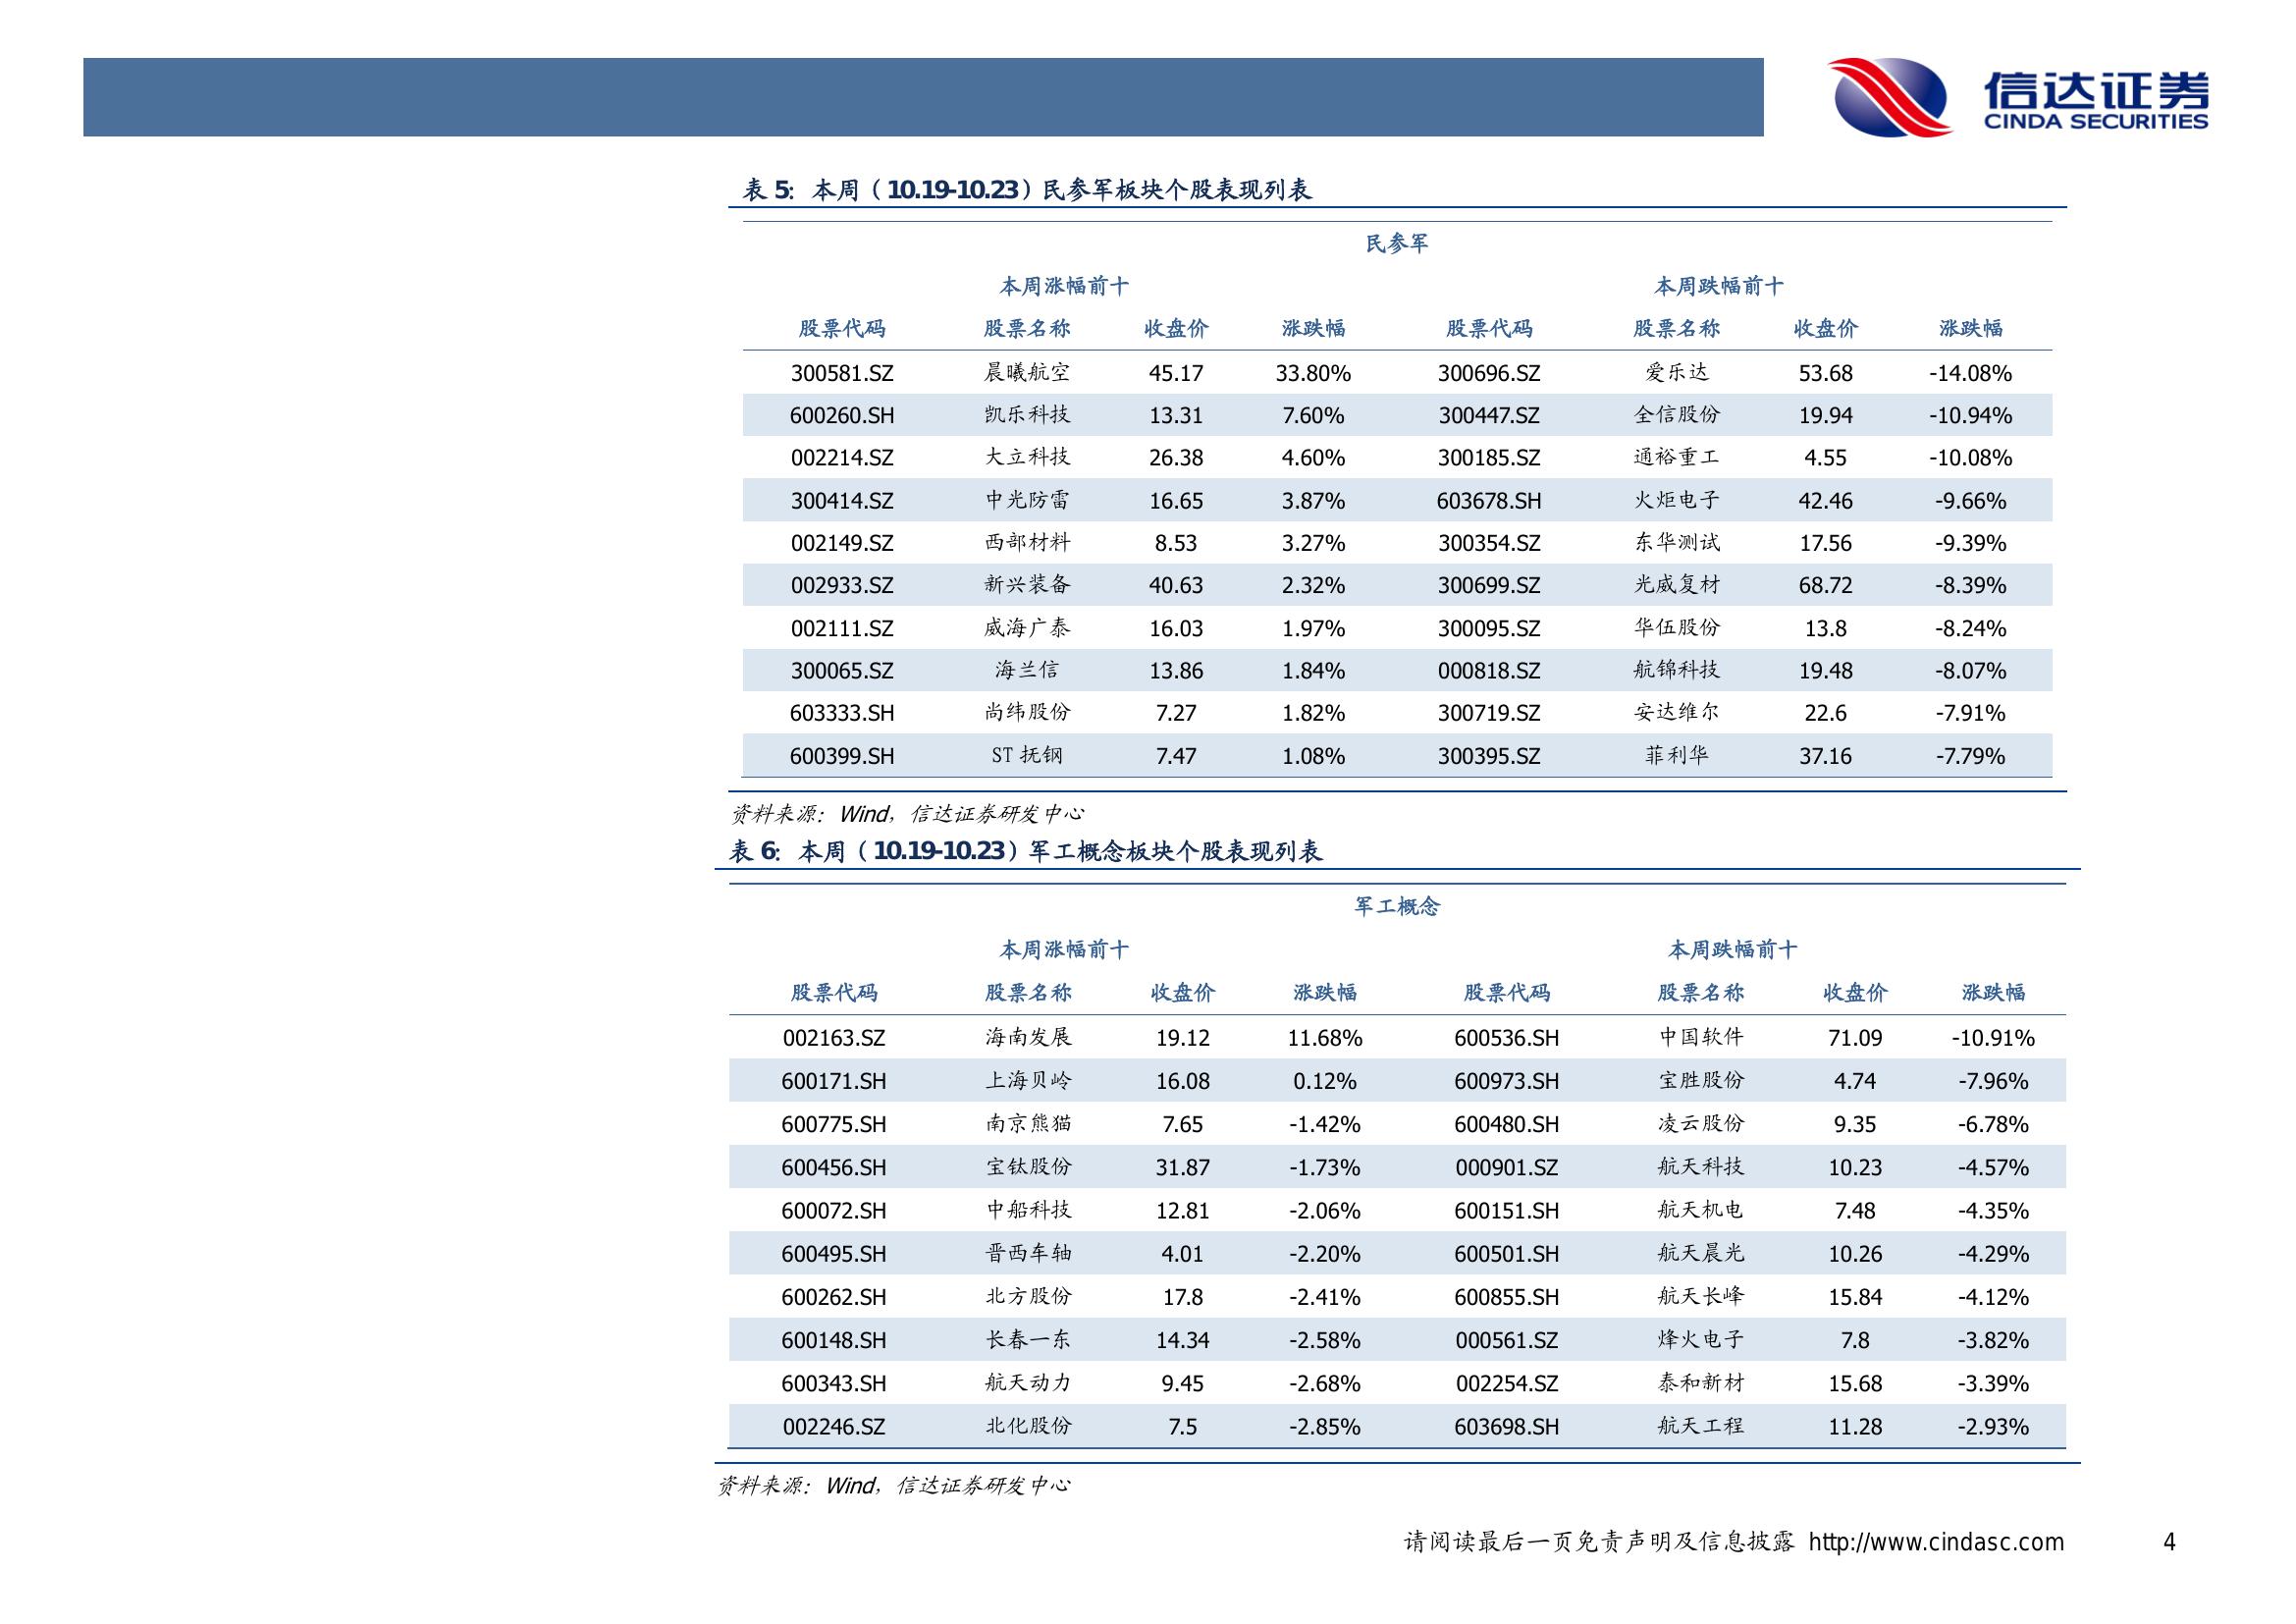 信达证券
CINDA SECURITIES
表 5: 本周（10.19-10.23）民参军板块个股表现列表
民参军
本周涨幅前十 本周跌幅前十
股票代码 股票名称 收盘价 涨跌幅 股票代码 股票名称 收盘价 涨跌幅
300581.SZ 晨曦航空 45.17 33.80% 300696.SZ 爱乐达 53.68 -14.08%
600260.SH 凯乐科技 13.31 7.60% 300447.SZ 全信股份 19.94 -10.94%
002214.SZ 大立科技 26.38 4.60% 300185.SZ 通裕重工 4.55 -10.08%
300414.SZ 中光防雷 16.65 3.87% 603678.SH 火炬电子 42.46 -9.66%
002149.SZ 西部材料 8.53 3.27% 300354.SZ 东华测试 17.56 -9.39%
002933.SZ 新兴装备 40.63 2.32% 300699.SZ 光威复材 68.72 -8.39%
002111.SZ 威海广泰 16.03 1.97% 300095.SZ 华伍股份 13.8 -8.24%
300065.SZ 海兰信 13.86 1.84% 000818.SZ 航锦科技 19.48 -8.07%
603333.SH 尚纬股份 7.27 1.82% 300719.SZ 安达维尔 22.6 -7.91%
600399.SH ST 抚钢 7.47 1.08% 300395.SZ 菲利华 37.16 -7.79%
资料来源：Wind，信达证券研发中心
表 6: 本周（10.19-10.23）军工概念板块个股表现列表
军工概念
本周涨幅前十 本周跌幅前十
股票代码 股票名称 收盘价 涨跌幅 股票代码 股票名称 收盘价 涨跌幅
002163.SZ 海南发展 19.12 11.68% 600536.SH 中国软件 71.09 -10.91%
600171.SH 上海贝岭 16.08 0.12% 600973.SH 宝胜股份 4.74 -7.96%
600775.SH 南京熊猫 7.65 -1.42% 600480.SH 凌云股份 9.35 -6.78%
600456.SH 宝钛股份 31.87 -1.73% 000901.SZ 航天科技 10.23 -4.57%
600072.SH 中船科技 12.81 -2.06% 600151.SH 航天机电 7.48 -4.35%
600495.SH 晋西车轴 4.01 -2.20% 600501.SH 航天晨光 10.26 -4.29%
600262.SH 北方股份 17.8 -2.41% 600855.SH 航天长峰 15.84 -4.12%
600148.SH 长春一东 14.34 -2.58% 000561.SZ 烽火电子 7.8 -3.82%
600343.SH 航天动力 9.45 -2.68% 002254.SZ 泰和新材 15.68 -3.39%
002246.SZ 北化股份 7.5 -2.85% 603698.SH 航天工程 11.28 -2.93%
资料来源：Wind，信达证券研发中心
请阅读最后一页免责声明及信息披露 http://www.cindasc.com 4